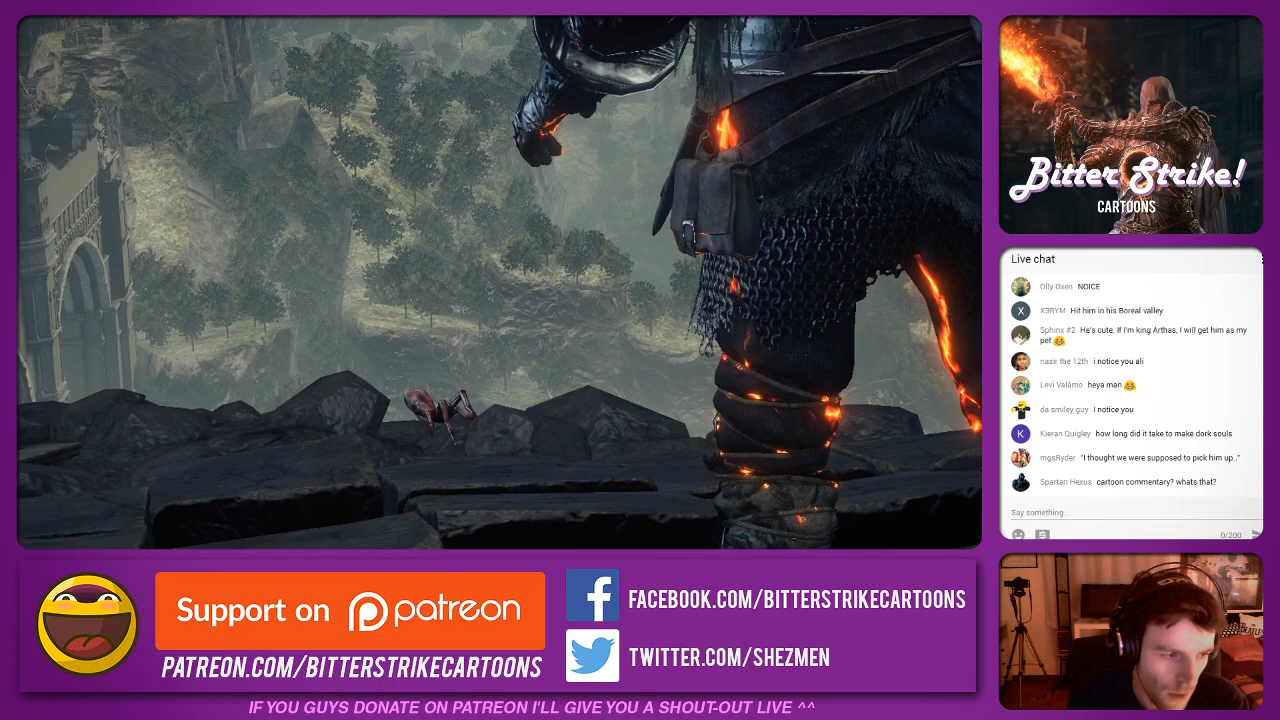 Bitter Strike!
CARTOONS
Live chat
Olly Oxen NOICE
X
X3RYM Hit him in his Boreal valley
Sphinx #2 He's cute. If I'm king Arthas, I will get him as my
pet
nasir the 12th i notice you ali
Levi Valámo heya man
da smiley guy I notice you
K
Kieran Quigley how long did it take to make dork souls
mgsRyder "I thought we were supposed to pick him up.."
Spartan Hexus cartoon commentary? whats that?
Say something...
0/200
Support on patreon
PATREON.COM/BITTERSTRIKECARTOONS
FACEBOOK.COM/BITTERSTRIKECARTOONS
TWITTER.COM/SHEZMEN
IF YOU GUYS DONATE ON PATREON I'LL GIVE YOU A SHOUT-OUT LIVE ^^